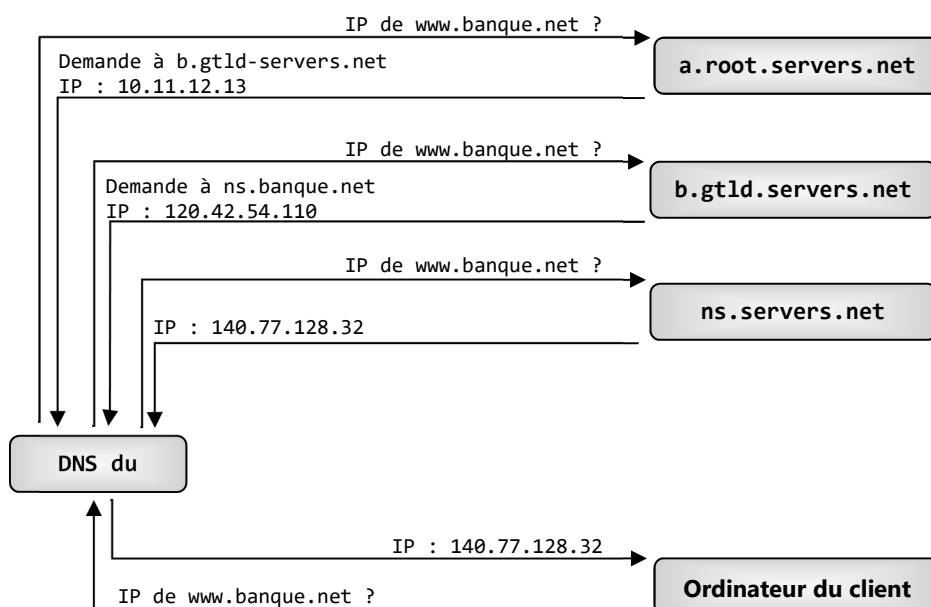 IP de www.banque.net ?
a.root.servers.net
Demande à b.gtld-servers.net
IP : 10.11.12.13
IP de www.banque.net ?
b.gtld.servers.net
Demande à ns.banque.net
IP : 120.42.54.110
IP de www.banque.net ?
ns.servers.net
IP : 140.77.128.32
DNS du
IP : 140.77.128.32
Ordinateur du client
IP de www.banque.net ?